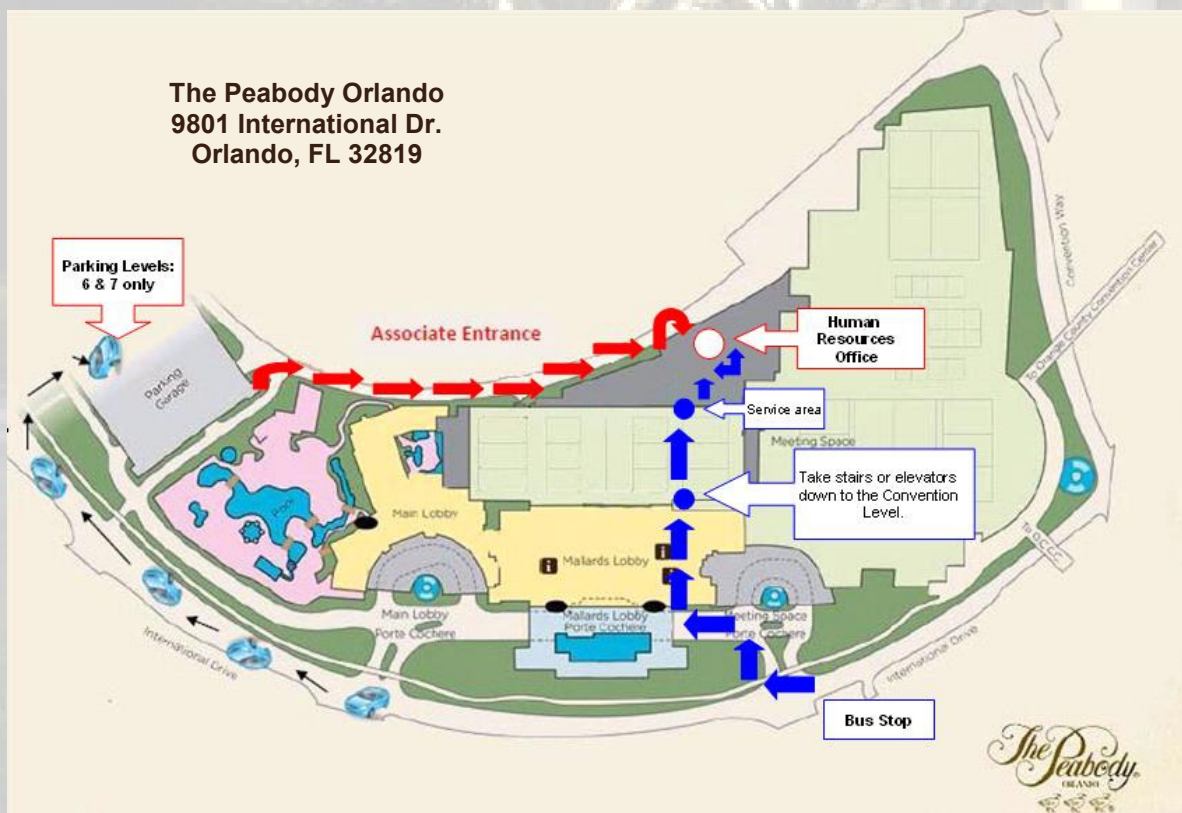 The Peabody Orlando
9801 International Dr.
Orlando, FL 32819
Parking Levels:
6 & 7 only
Associate Entrance
Human
Resources
Office
Convention Way
To Orange County Convention Center
Parking
Garage
Service area
Meeting Space
Take stairs or elevators
down to the Convention
Level.
Pool
Main Lobby
Mallards Lobby
i
i
i
To O.C.C.C.
Main Lobby
Porte Cochere
Mallards Lobby
Porte Cochere
Meeting Space
Porte Cochere
International Drive
International Drive
Bus Stop
The
Peabody
ORLANDO